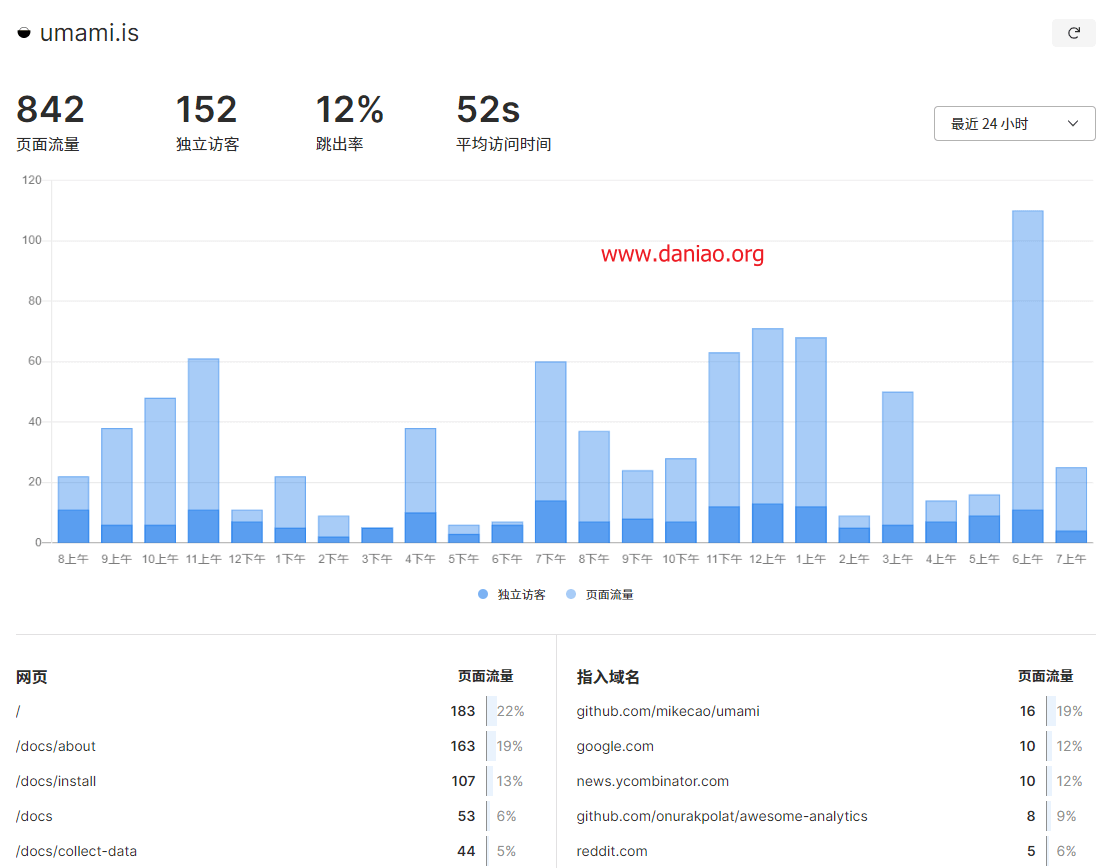 umami.is
842 152 12% 52s
页面流量 独立访客 跳出率 平均访问时间
最近 24 小时
120
100
80
60
40
20
0
www.daniao.org
8上午 9上午 10上午 11上午 12下午 1下午 2下午 3下午 4下午 5下午 6下午 7下午 8下午 9下午 10下午 11下午 12上午 1上午 2上午 3上午 4上午 5上午 6上午 7上午
独立访客 页面流量
网页 页面流量
/ 183 22%
/docs/about 163 19%
/docs/install 107 13%
/docs 53 6%
/docs/collect-data 44 5%
指入域名 页面流量
github.com/mikecao/umami 16 19%
google.com 10 12%
news.ycombinator.com 10 12%
github.com/onurakpolat/awesome-analytics 8 9%
reddit.com 5 6%